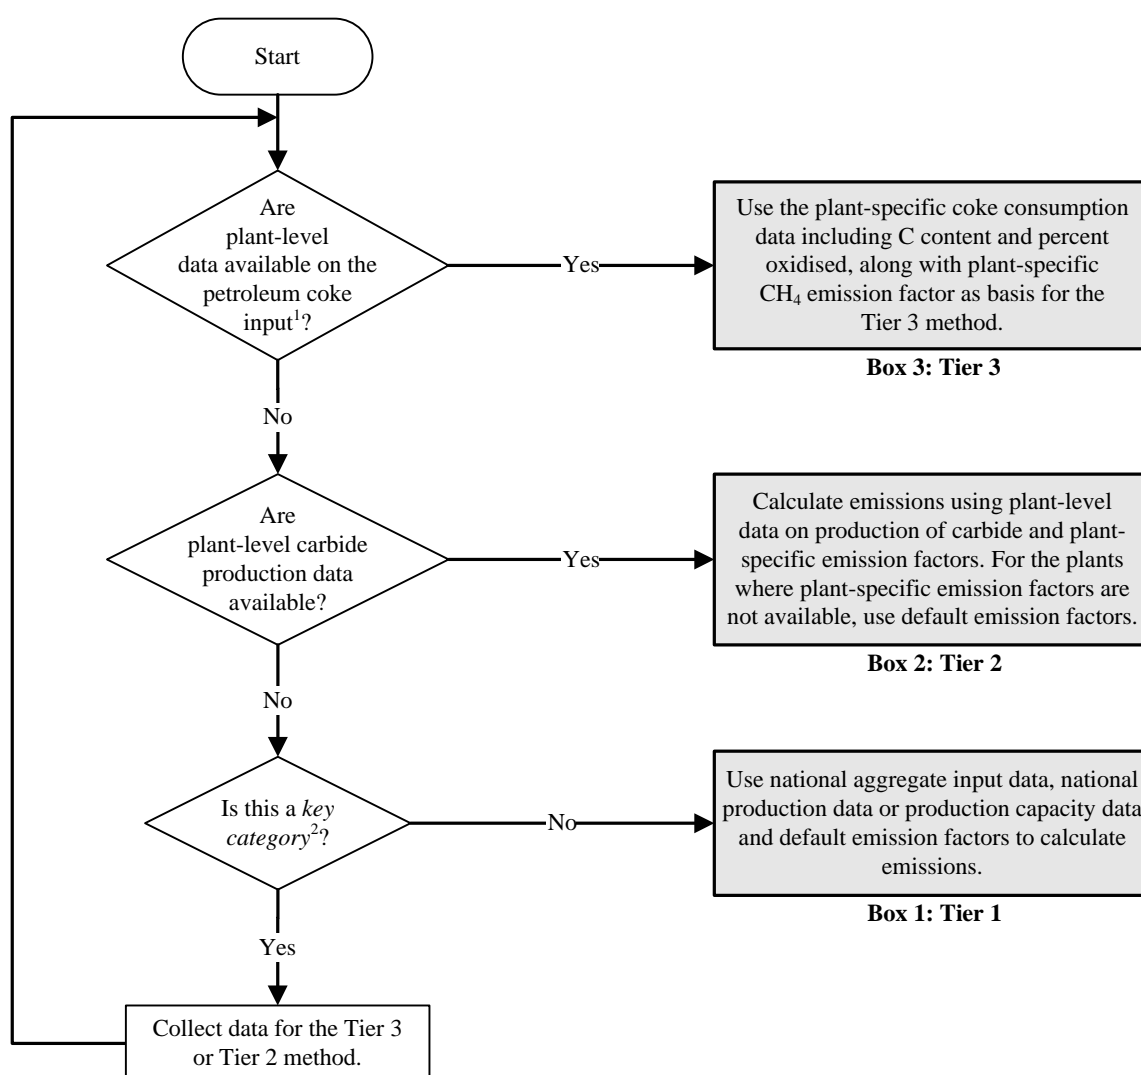 Start
Are
plant-level
data available on the
petroleum coke
input¹?
Yes
Use the plant-specific coke consumption
data including C content and percent
oxidised, along with plant-specific
CH₄ emission factor as basis for the
Tier 3 method.
Box 3: Tier 3
No
Are
plant-level carbide
production data
available?
Yes
Calculate emissions using plant-level
data on production of carbide and plant-
specific emission factors. For the plants
where plant-specific emission factors are
not available, use default emission factors.
Box 2: Tier 2
No
Is this a key
category²?
No
Use national aggregate input data, national
production data or production capacity data
and default emission factors to calculate
emissions.
Box 1: Tier 1
Yes
Collect data for the Tier 3
or Tier 2 method.